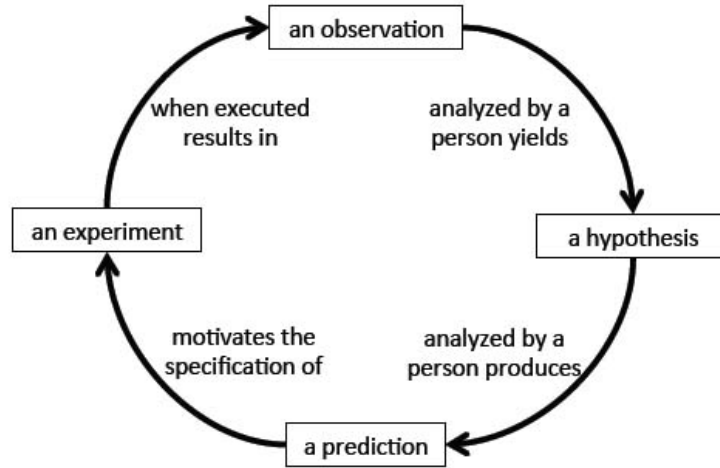 an observation
when executed
results in
analyzed by a
person yields
an experiment
a hypothesis
motivates the
specification of
analyzed by a
person produces
a prediction